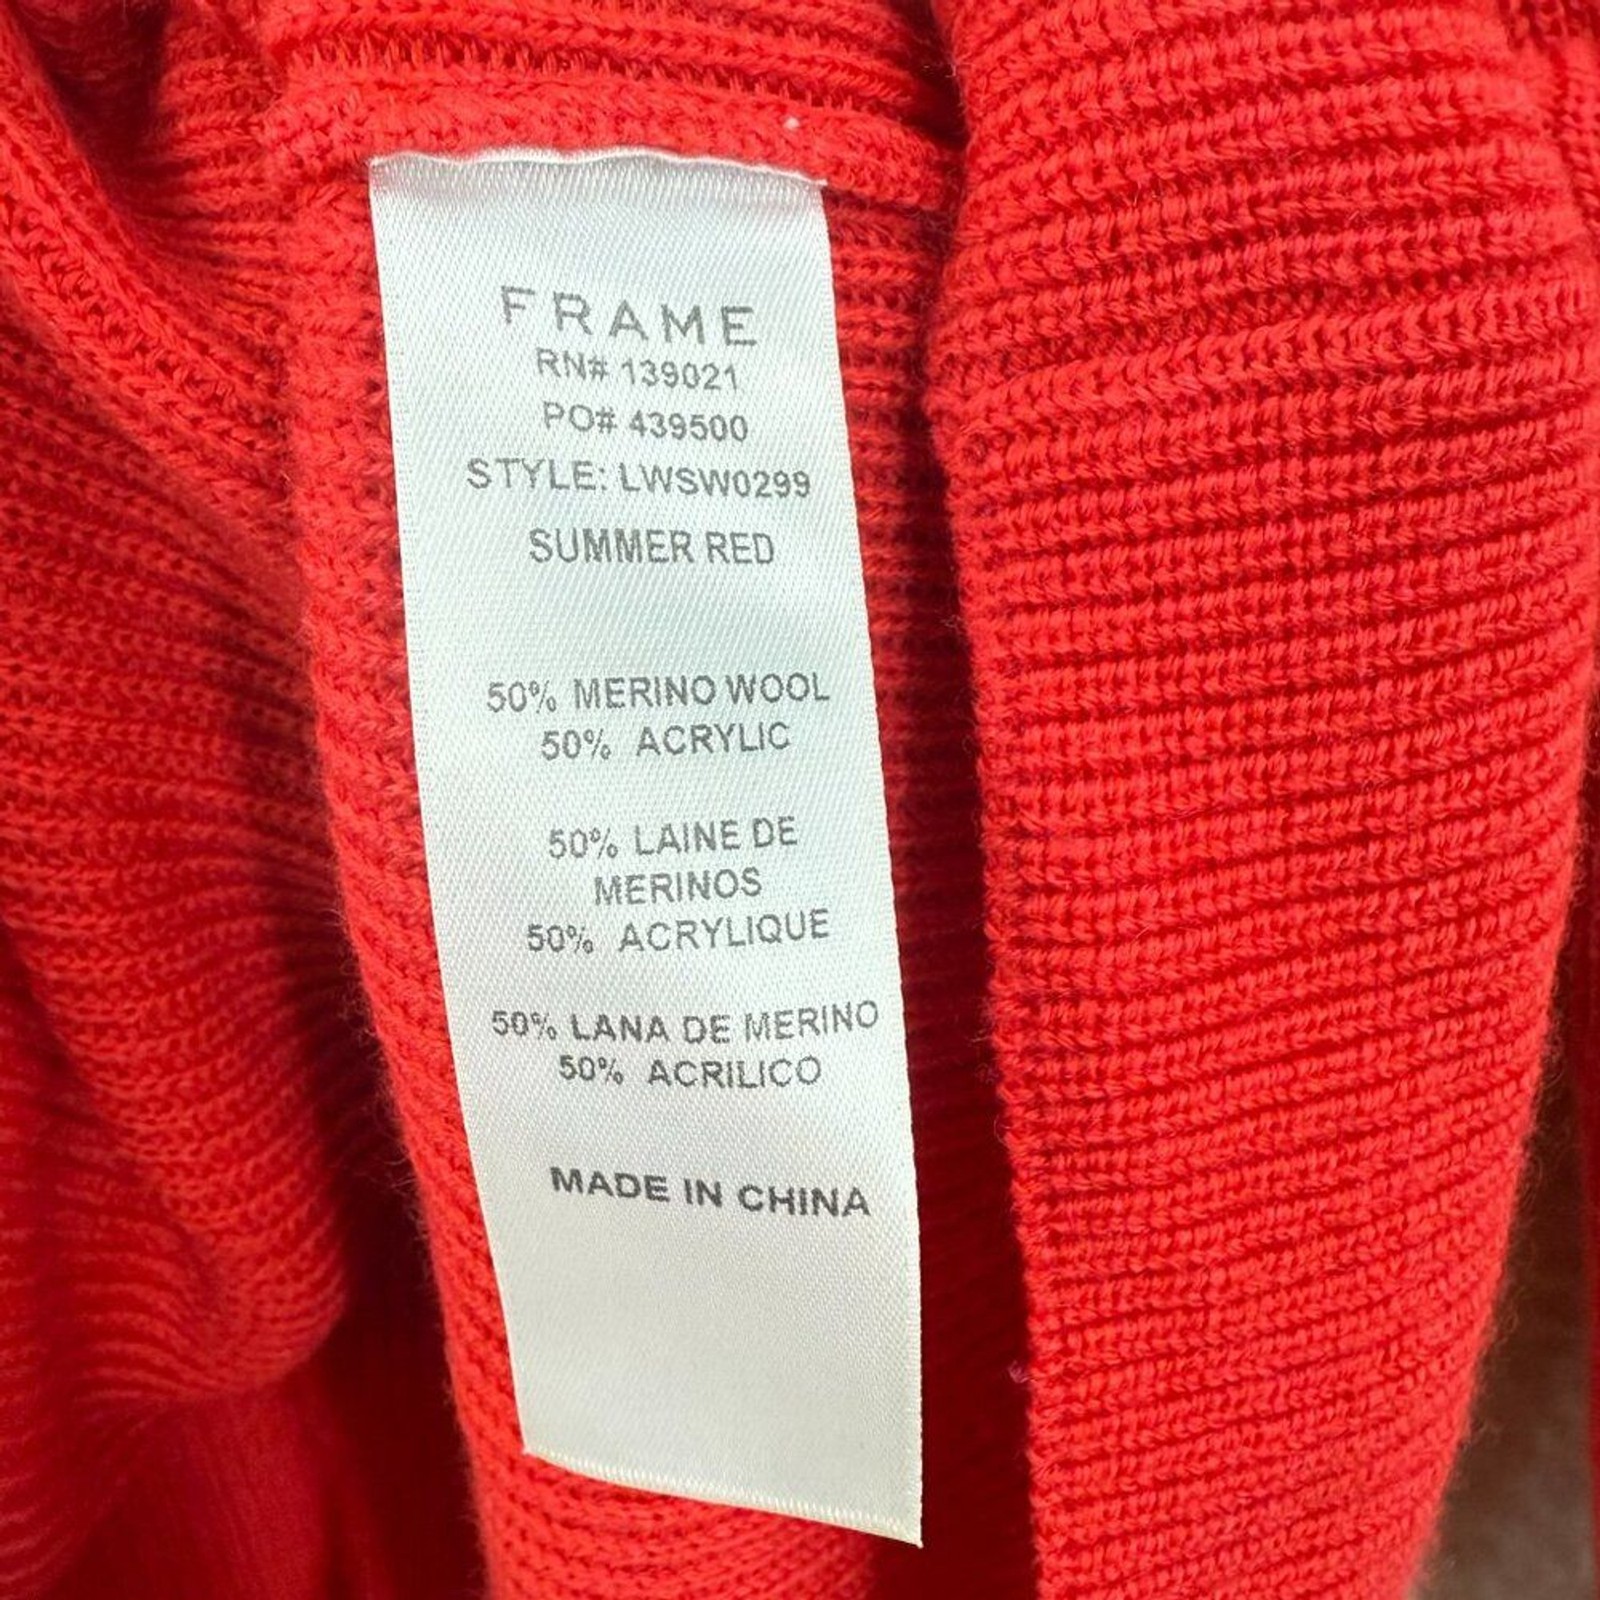 FRAME
RN# 139021
PO# 439500
STYLE: LWSW0299
SUMMER RED
50% MERINO WOOL
50% ACRYLIC
50% LAINE DE
MERINOS
50% ACRYLIQUE
50% LANA DE MERINO
50% ACRILICO
MADE IN CHINA